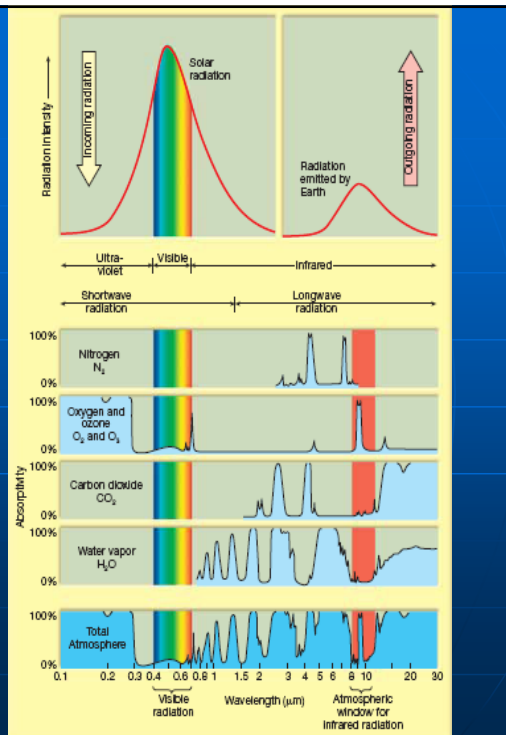 Radiation intensity
Incoming radiation
Solar
radiation
Radiation
emitted by
Earth
Outgoing radiation
Ultra-
violet
Visible
Infrared
Shortwave
radiation
Longwave
radiation
Absorptivity
100%
Nitrogen
N₂
0%
100%
Oxygen and
ozone
O₂ and O₃
0%
100%
Carbon dioxide
CO₂
0%
100%
Water vapor
H₂O
0%
100%
Total
Atmosphere
0%
0.1 0.2 0.3 0.4 0.6 0.8 1 1.5 2 3 4 5 6 8 10 20 30
Visible
radiation
Wavelength (μm)
Atmospheric
window for
infrared radiation